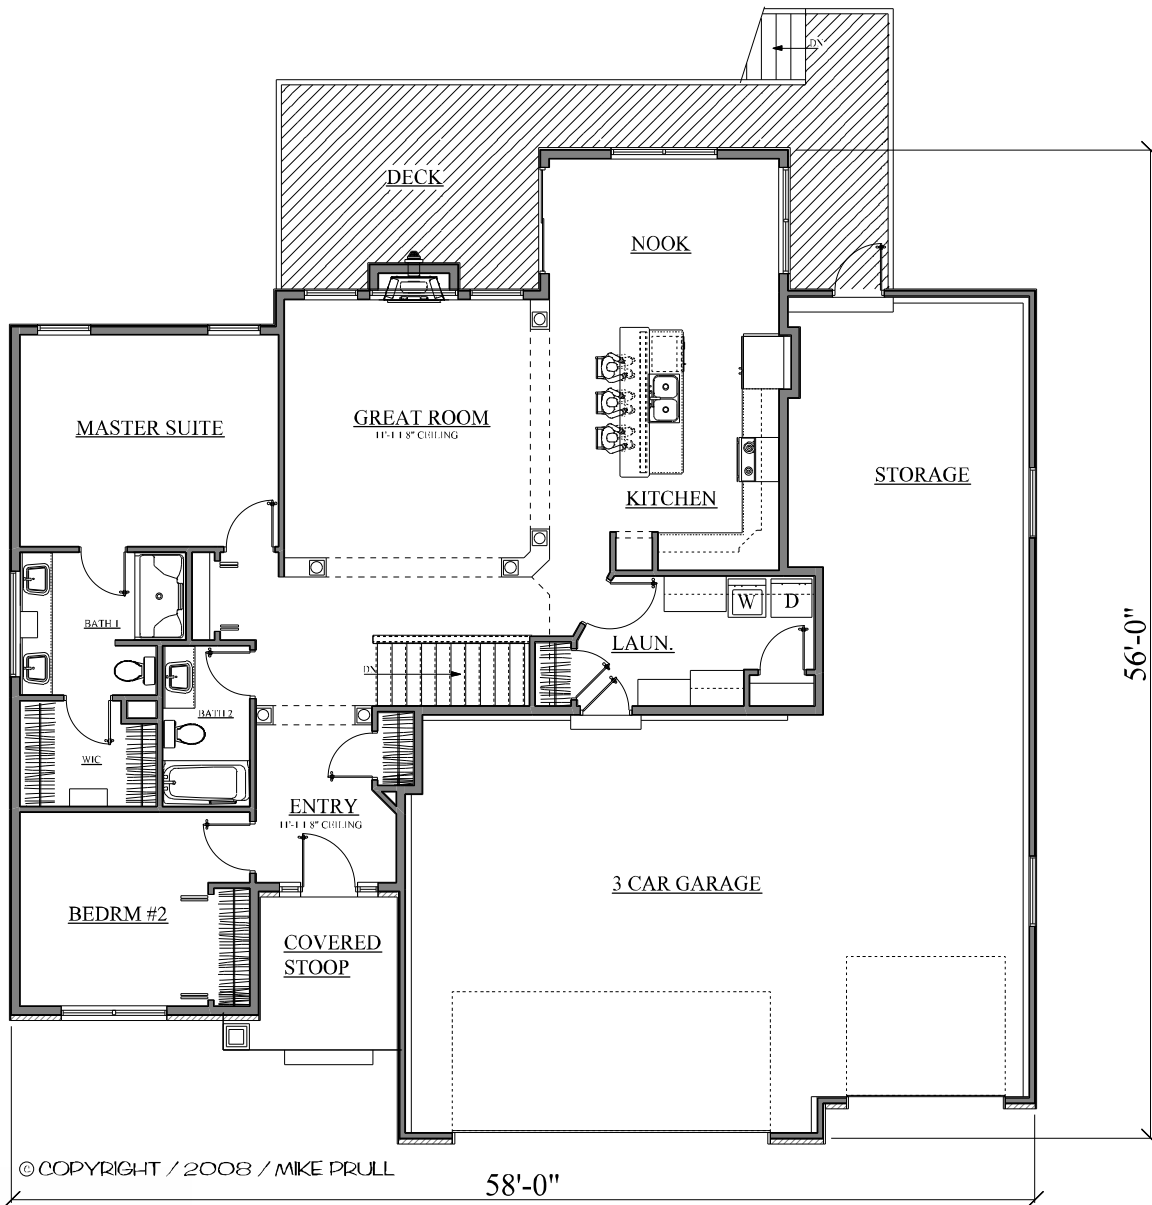 DN
DECK
NOOK
MASTER SUITE
GREAT ROOM
11'-1 1/8" CEILING
STORAGE
KITCHEN
56'-0"
W
D
BATH 1
LAUN.
DN
BATH 2
WIC
ENTRY
11'-1 1/8" CEILING
3 CAR GARAGE
BEDRM #2
COVERED
STOOP
© COPYRIGHT / 2008 / MIKE PRULL
58'-0"